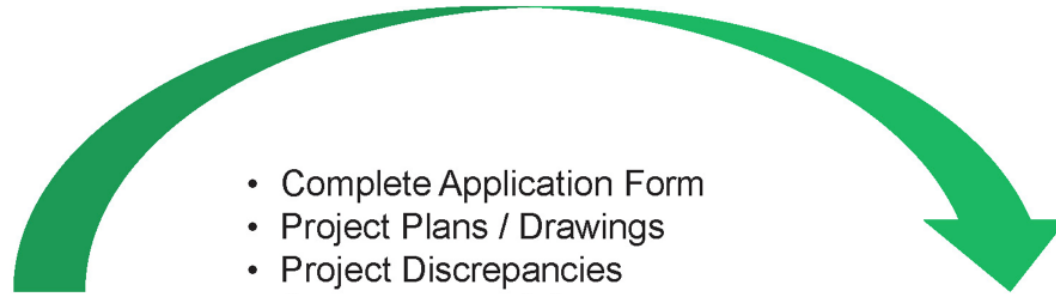 • Complete Application Form
• Project Plans / Drawings
• Project Discrepancies